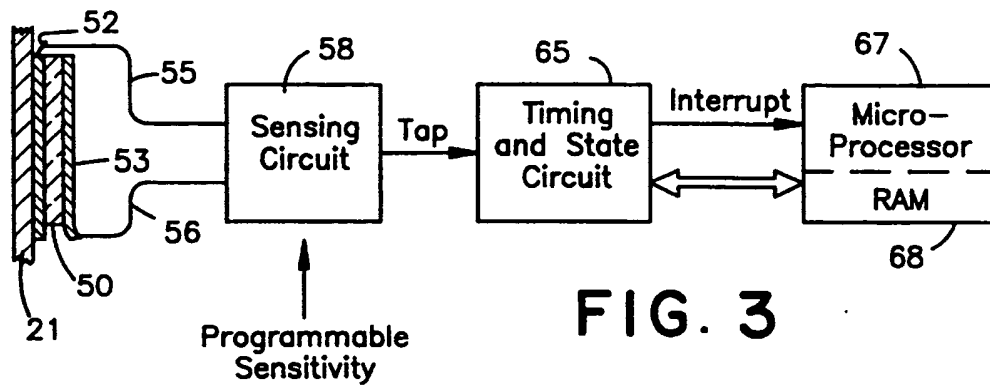 52
55
53
56
50
21
58
Sensing
Circuit
Programmable
Sensitivity
Tap
65
Timing
and State
Circuit
Interrupt
67
Micro-
Processor
RAM
68
FIG. 3